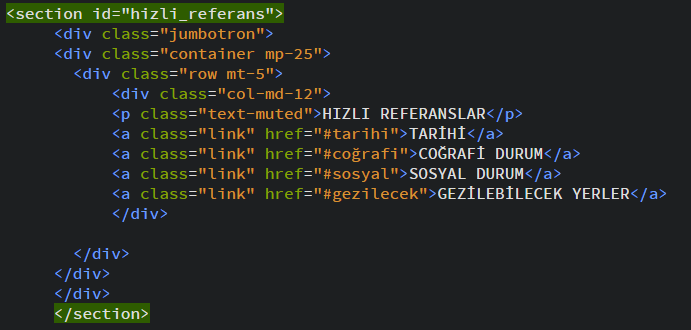 <section id="hizli_referans">
<div class="jumbotron">
<div class="container mp-25">
<div class="row mt-5">
<div class="col-md-12">
<p class="text-muted">HIZLI REFERANSLAR</p>
<a class="link" href="#tarihi">TARİHİ</a>
<a class="link" href="#coğrafi">COĞRAFİ DURUM</a>
<a class="link" href="#sosyal">SOSYAL DURUM</a>
<a class="link" href="#gezilecek">GEZİLEBİLECEK YERLER</a>
</div>
</div>
</div>
</div>
</section>